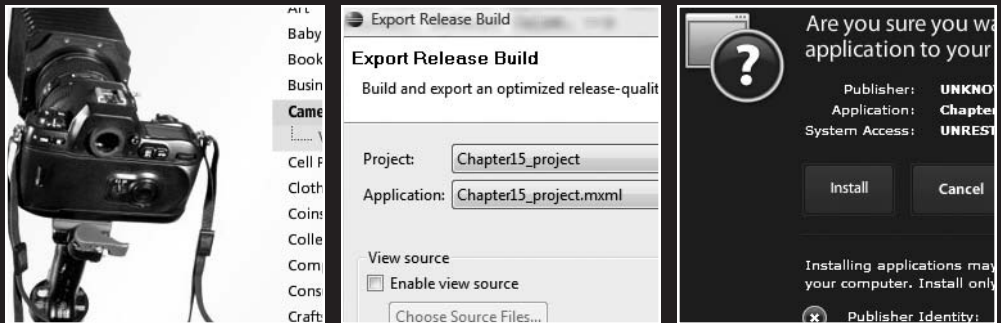 Art
Baby
Book
Busin
Came
Cell P
Cloth
Coins
Colle
Com
Cons
Crafts
Export Release Build
Export Release Build
Build and export an optimized release-qualit
Project:
Chapter15_project
Application:
Chapter15_project.mxml
View source
Enable view source
Choose Source Files...
Are you sure you wa
application to your
Publisher: UNKNO
Application: Chapte
System Access: UNREST
Install
Cancel
Installing applications may
your computer. Install only
Publisher Identity: